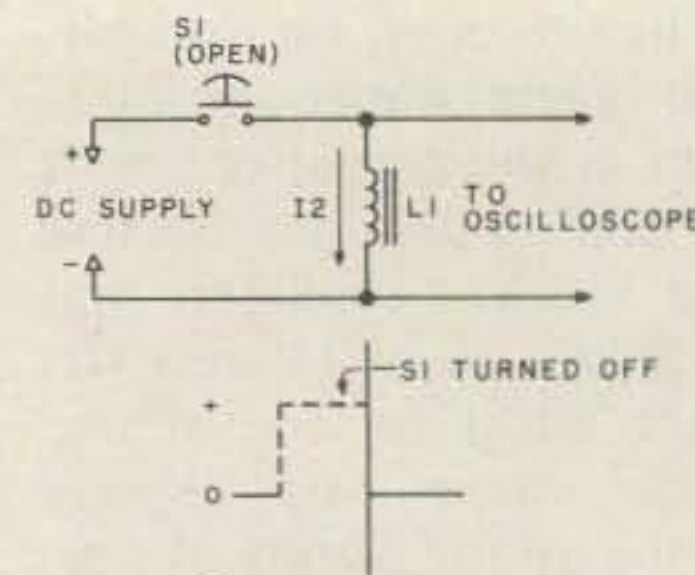 S1
(OPEN)
+
DC SUPPLY
I2
L1
TO
OSCILLOSCOPE
-
S1 TURNED OFF
+
0